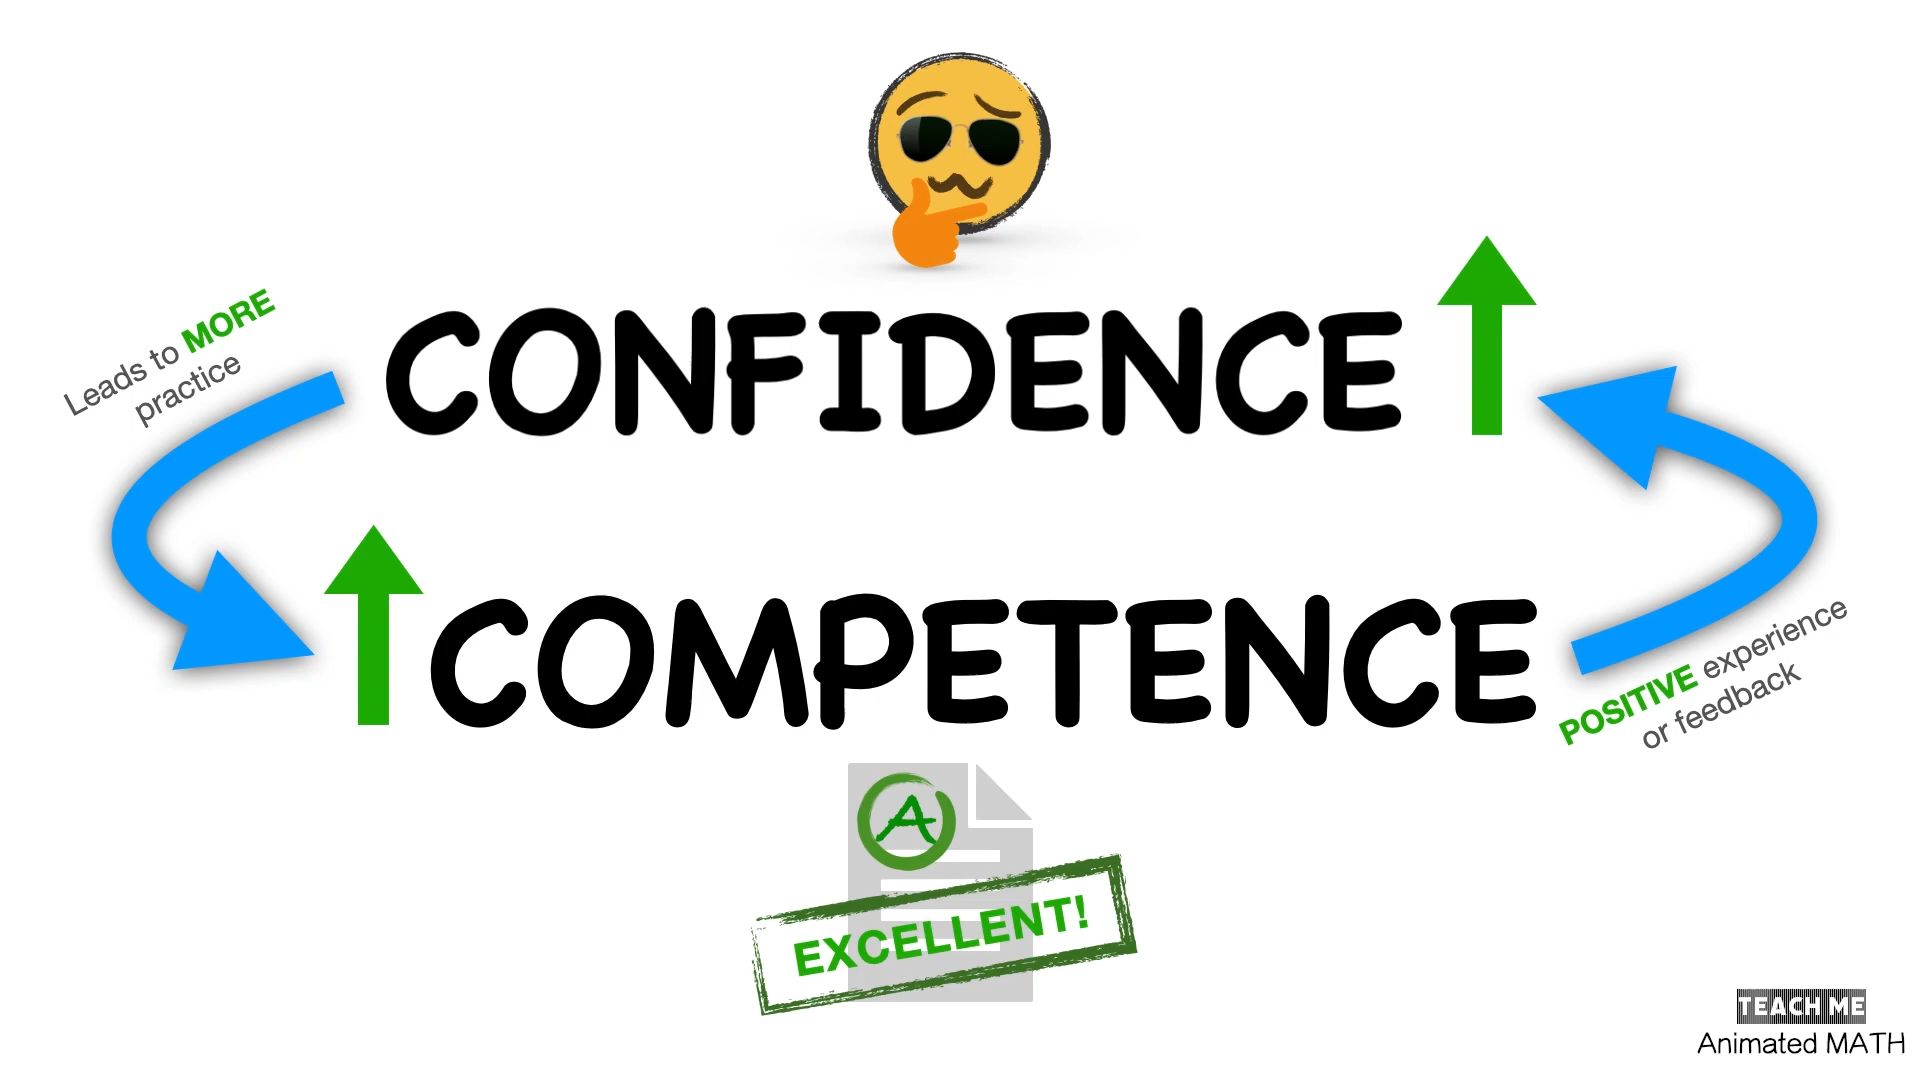 Leads to MORE
practice
CONFIDENCE
COMPETENCE
POSITIVE experience
or feedback
A
EXCELLENT!
TEACH ME
Animated MATH